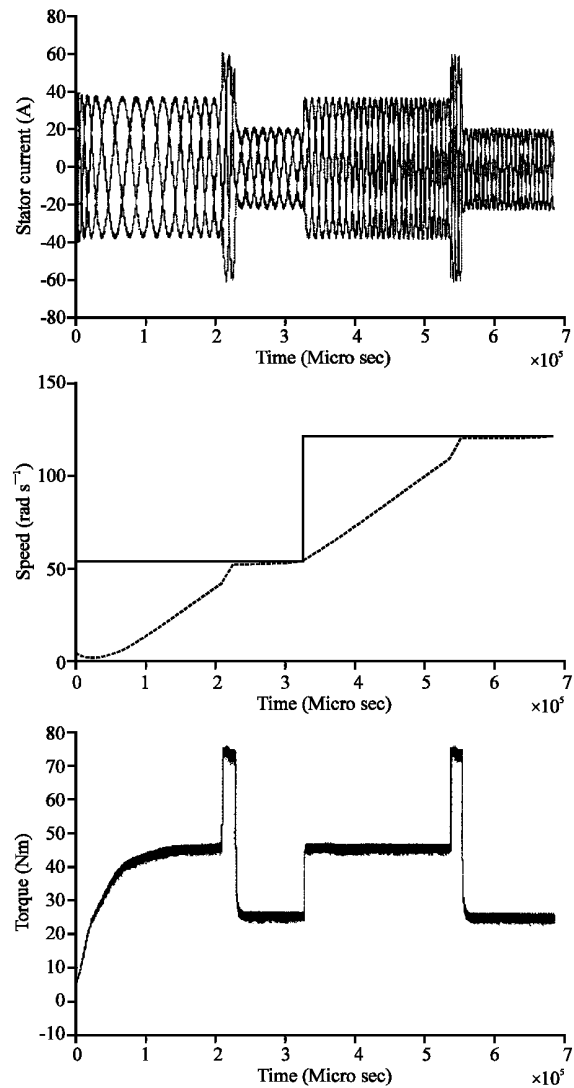 80
60
40
20
0
-20
-40
-60
-80
Stator current (A)
0 1 2 3 4 5 6 7
Time (Micro sec)
×10⁵
150
100
50
0
Speed (rad s⁻¹)
0 1 2 3 4 5 6 7
Time (Micro sec)
×10⁵
80
70
60
50
40
30
20
10
0
-10
Torque (Nm)
0 1 2 3 4 5 6 7
Time (Micro sec)
×10⁵